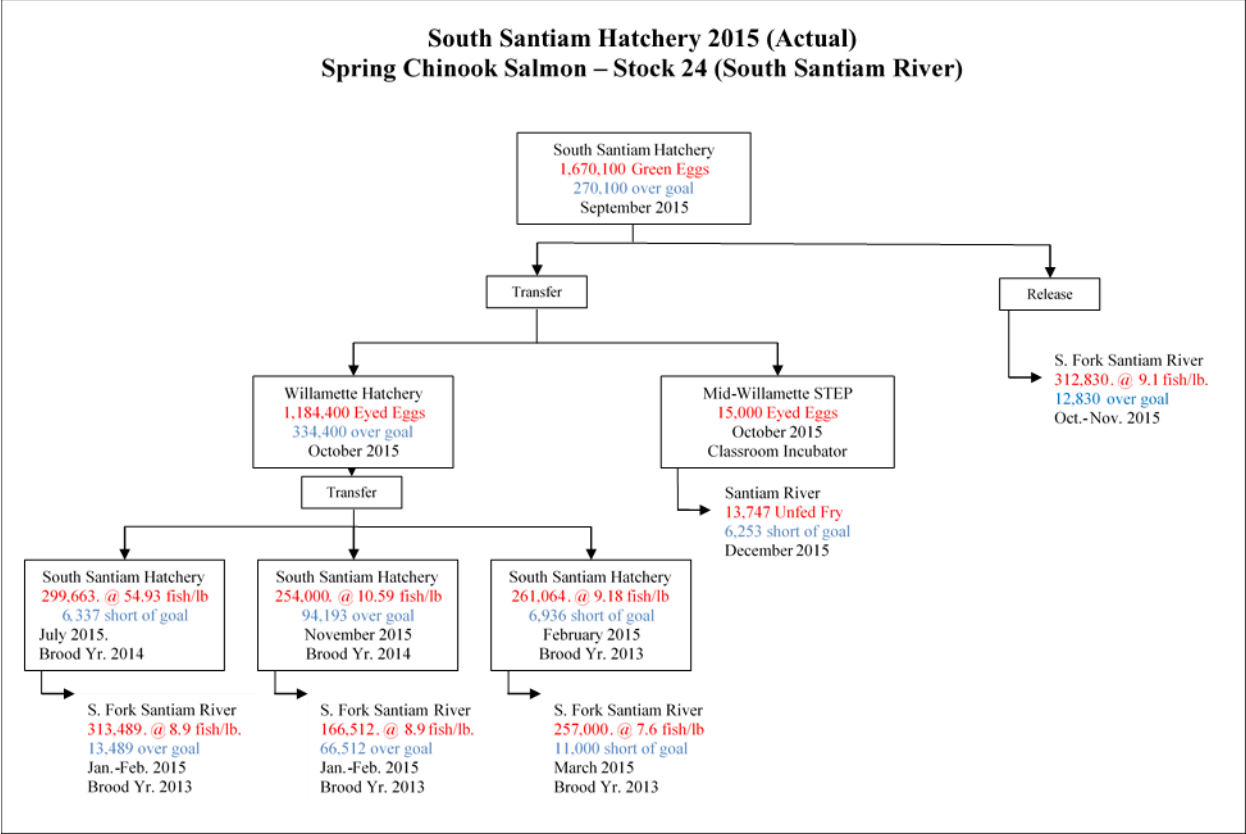 South Santiam Hatchery 2015 (Actual)
Spring Chinook Salmon – Stock 24 (South Santiam River)
South Santiam Hatchery
1,670,100 Green Eggs
270,100 over goal
September 2015
Transfer
Release
S. Fork Santiam River
312,830. @ 9.1 fish/lb.
12,830 over goal
Oct.-Nov. 2015
Willamette Hatchery
1,184,400 Eyed Eggs
334,400 over goal
October 2015
Mid-Willamette STEP
15,000 Eyed Eggs
October 2015
Classroom Incubator
Transfer
Santiam River
13,747 Unfed Fry
6,253 short of goal
December 2015
South Santiam Hatchery
299,663. @ 54.93 fish/lb
6,337 short of goal
July 2015.
Brood Yr. 2014
South Santiam Hatchery
254,000. @ 10.59 fish/lb
94,193 over goal
November 2015
Brood Yr. 2014
South Santiam Hatchery
261,064. @ 9.18 fish/lb
6,936 short of goal
February 2015
Brood Yr. 2013
S. Fork Santiam River
313,489. @ 8.9 fish/lb.
13,489 over goal
Jan.-Feb. 2015
Brood Yr. 2013
S. Fork Santiam River
166,512. @ 8.9 fish/lb.
66,512 over goal
Jan.-Feb. 2015
Brood Yr. 2013
S. Fork Santiam River
257,000. @ 7.6 fish/lb
11,000 short of goal
March 2015
Brood Yr. 2013